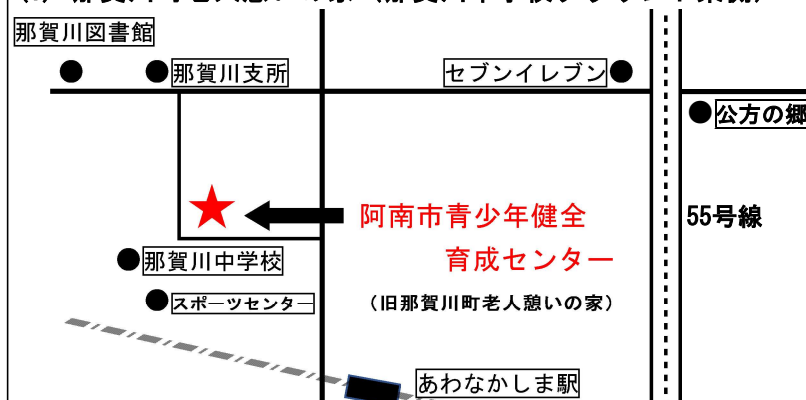 那賀川図書館
那賀川支所
セブンイレブン
公方の郷
阿南市青少年健全
育成センター
55号線
那賀川中学校
スポーツセンター
（旧那賀川町老人憩いの家）
あわなかしま駅